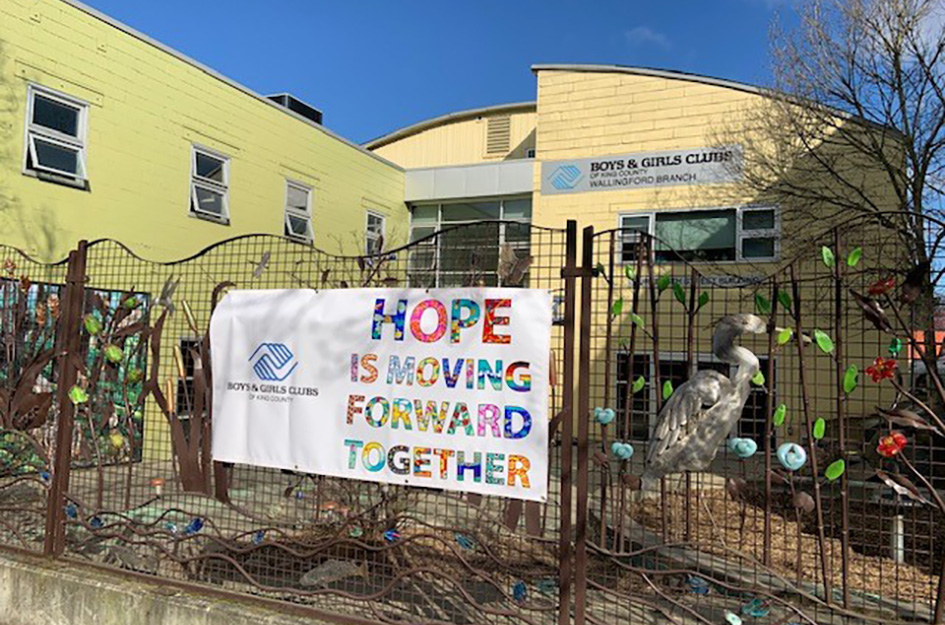 BOYS & GIRLS CLUBS
OF KING COUNTY
WALLINGFORD BRANCH
BOYS & GIRLS CLUBS
OF KING COUNTY
HOPE
IS MOVING
FORWARD
TOGETHER